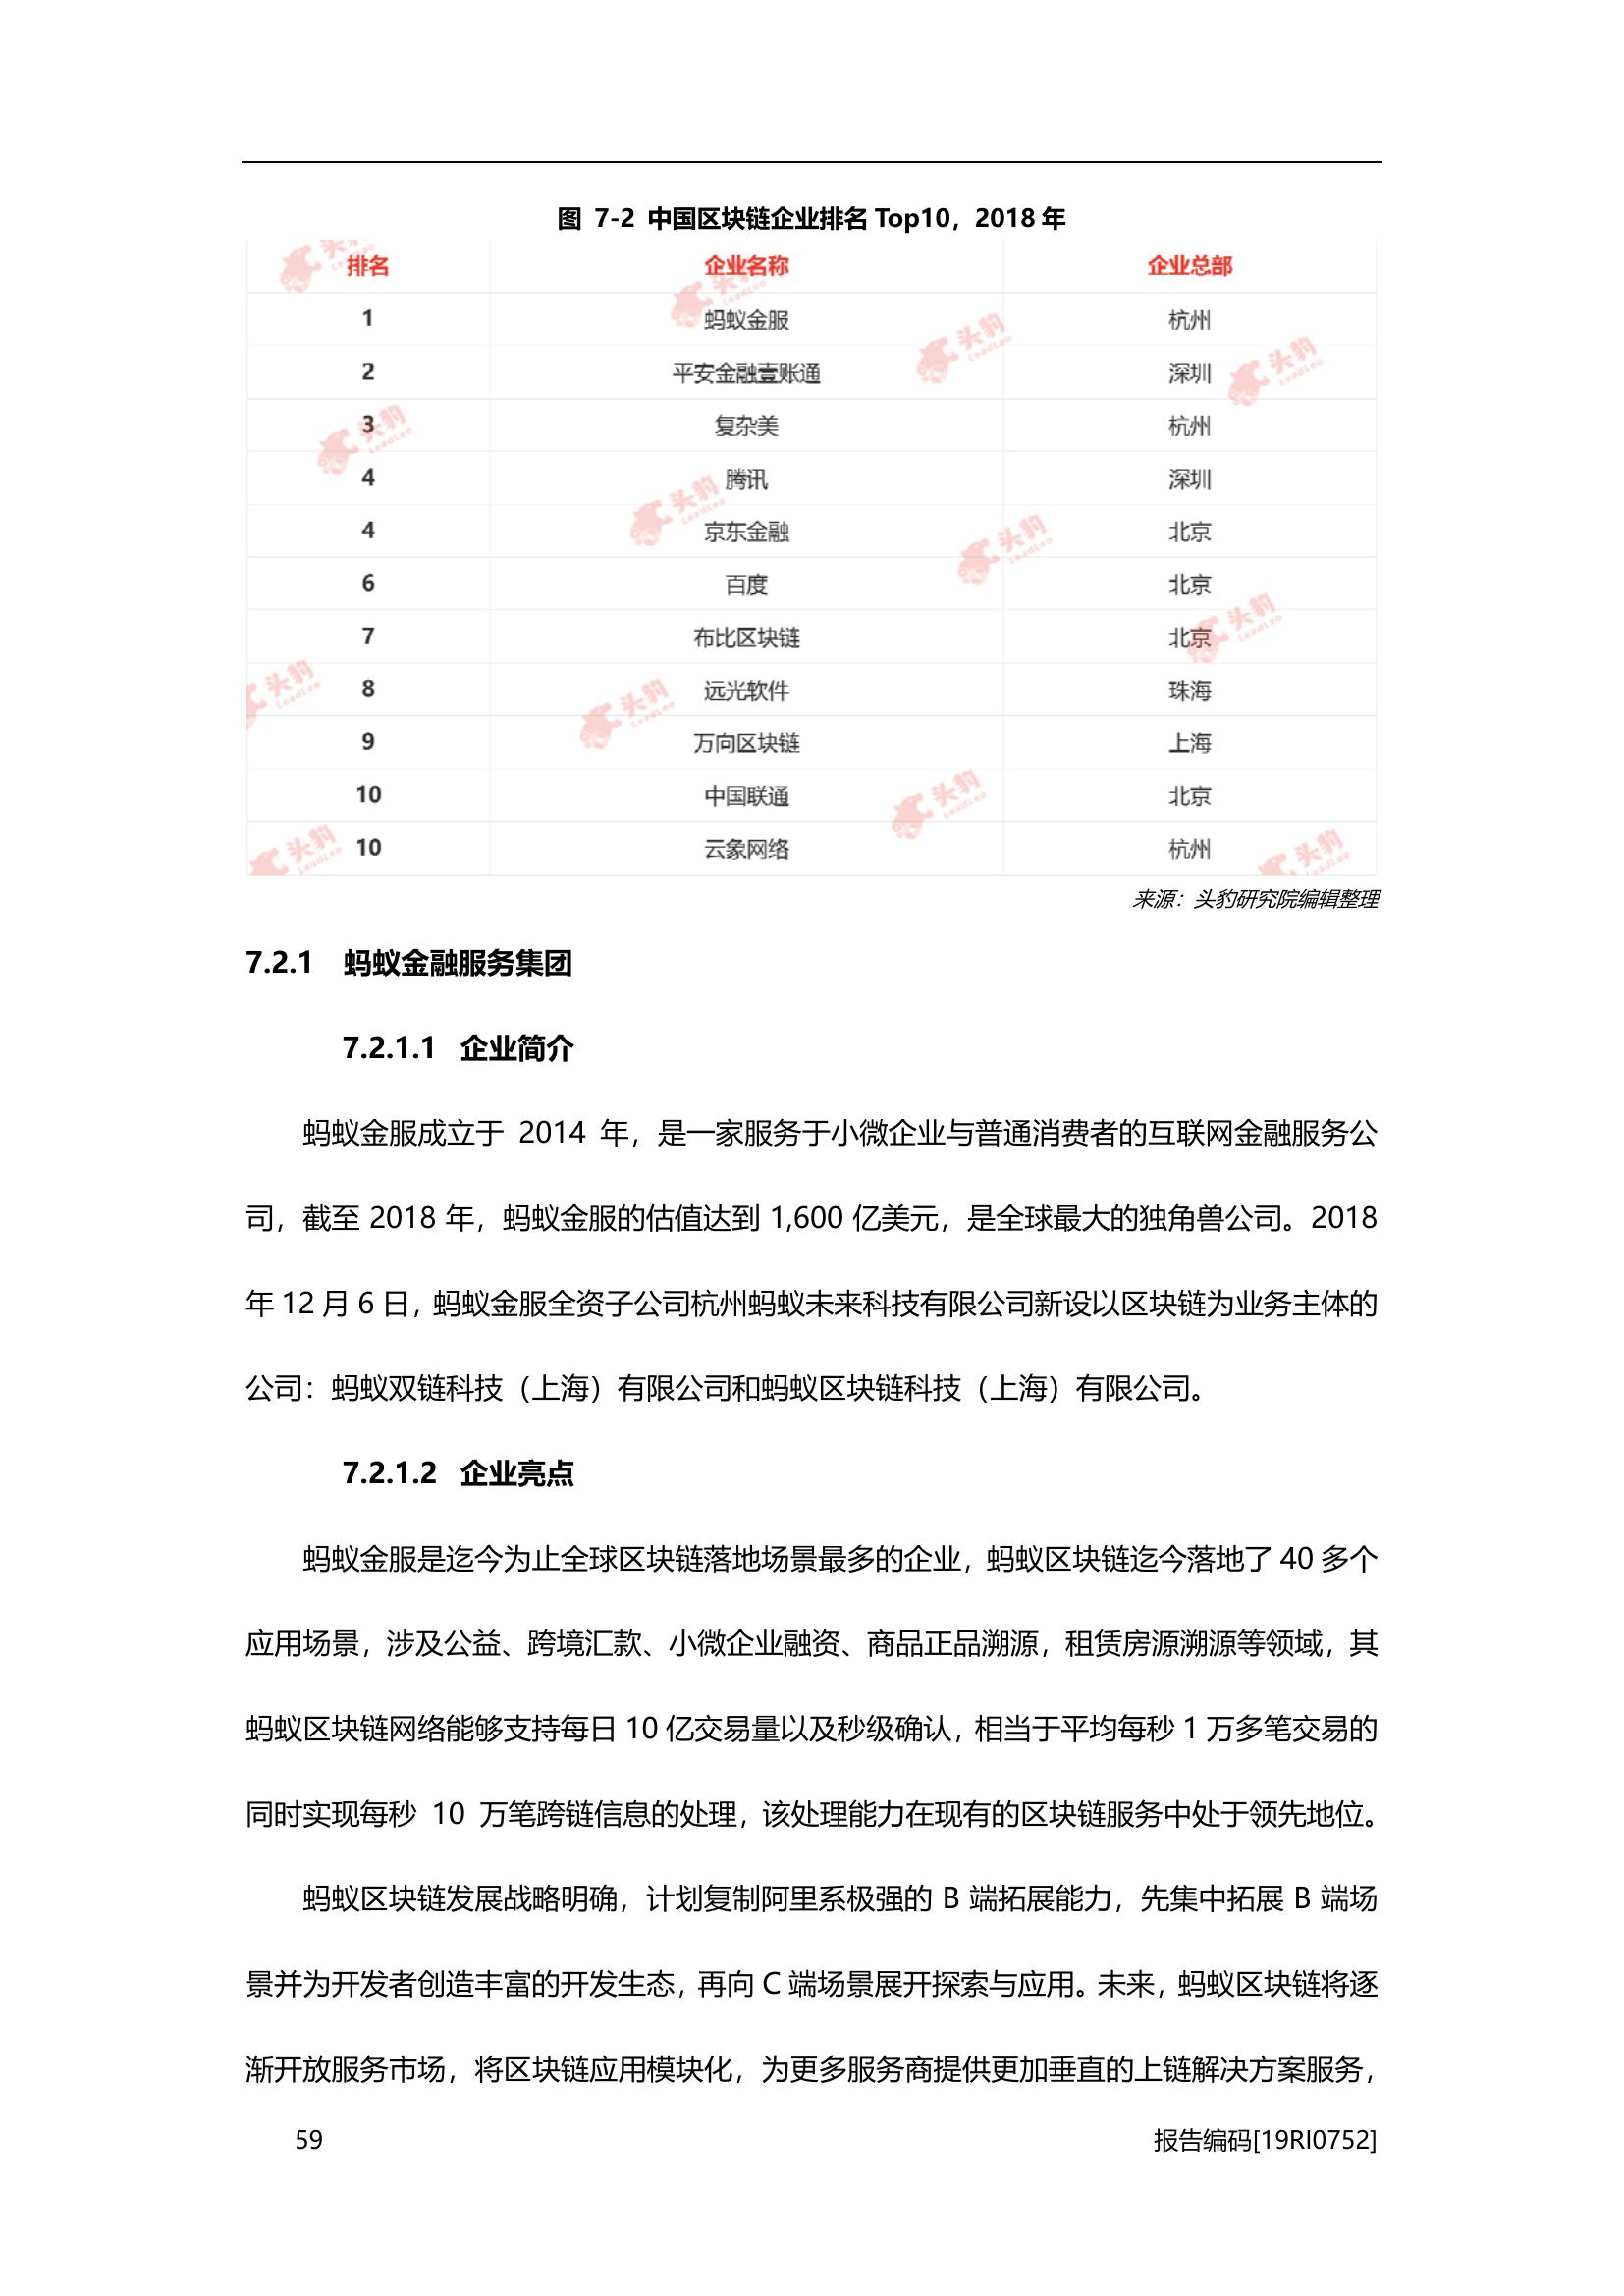 图 7-2 中国区块链企业排名 Top10，2018 年
排名 企业名称 企业总部
1 蚂蚁金服 杭州
2 平安金融壹账通 深圳
3 复杂美 杭州
4 腾讯 深圳
4 京东金融 北京
6 百度 北京
7 布比区块链 北京
8 远光软件 珠海
9 万向区块链 上海
10 中国联通 北京
10 云象网络 杭州
头豹 LeadLeo
来源：头豹研究院编辑整理
7.2.1 蚂蚁金融服务集团
7.2.1.1 企业简介
蚂蚁金服成立于 2014 年，是一家服务于小微企业与普通消费者的互联网金融服务公
司，截至 2018 年，蚂蚁金服的估值达到 1,600 亿美元，是全球最大的独角兽公司。2018
年 12 月 6 日，蚂蚁金服全资子公司杭州蚂蚁未来科技有限公司新设以区块链为业务主体的
公司：蚂蚁双链科技（上海）有限公司和蚂蚁区块链科技（上海）有限公司。
7.2.1.2 企业亮点
蚂蚁金服是迄今为止全球区块链落地场景最多的企业，蚂蚁区块链迄今落地了 40 多个
应用场景，涉及公益、跨境汇款、小微企业融资、商品正品溯源，租赁房源溯源等领域，其
蚂蚁区块链网络能够支持每日 10 亿交易量以及秒级确认，相当于平均每秒 1 万多笔交易的
同时实现每秒 10 万笔跨链信息的处理，该处理能力在现有的区块链服务中处于领先地位。
蚂蚁区块链发展战略明确，计划复制阿里系极强的 B 端拓展能力，先集中拓展 B 端场
景并为开发者创造丰富的开发生态，再向 C 端场景展开探索与应用。未来，蚂蚁区块链将逐
渐开放服务市场，将区块链应用模块化，为更多服务商提供更加垂直的上链解决方案服务，
59 报告编码[19RI0752]